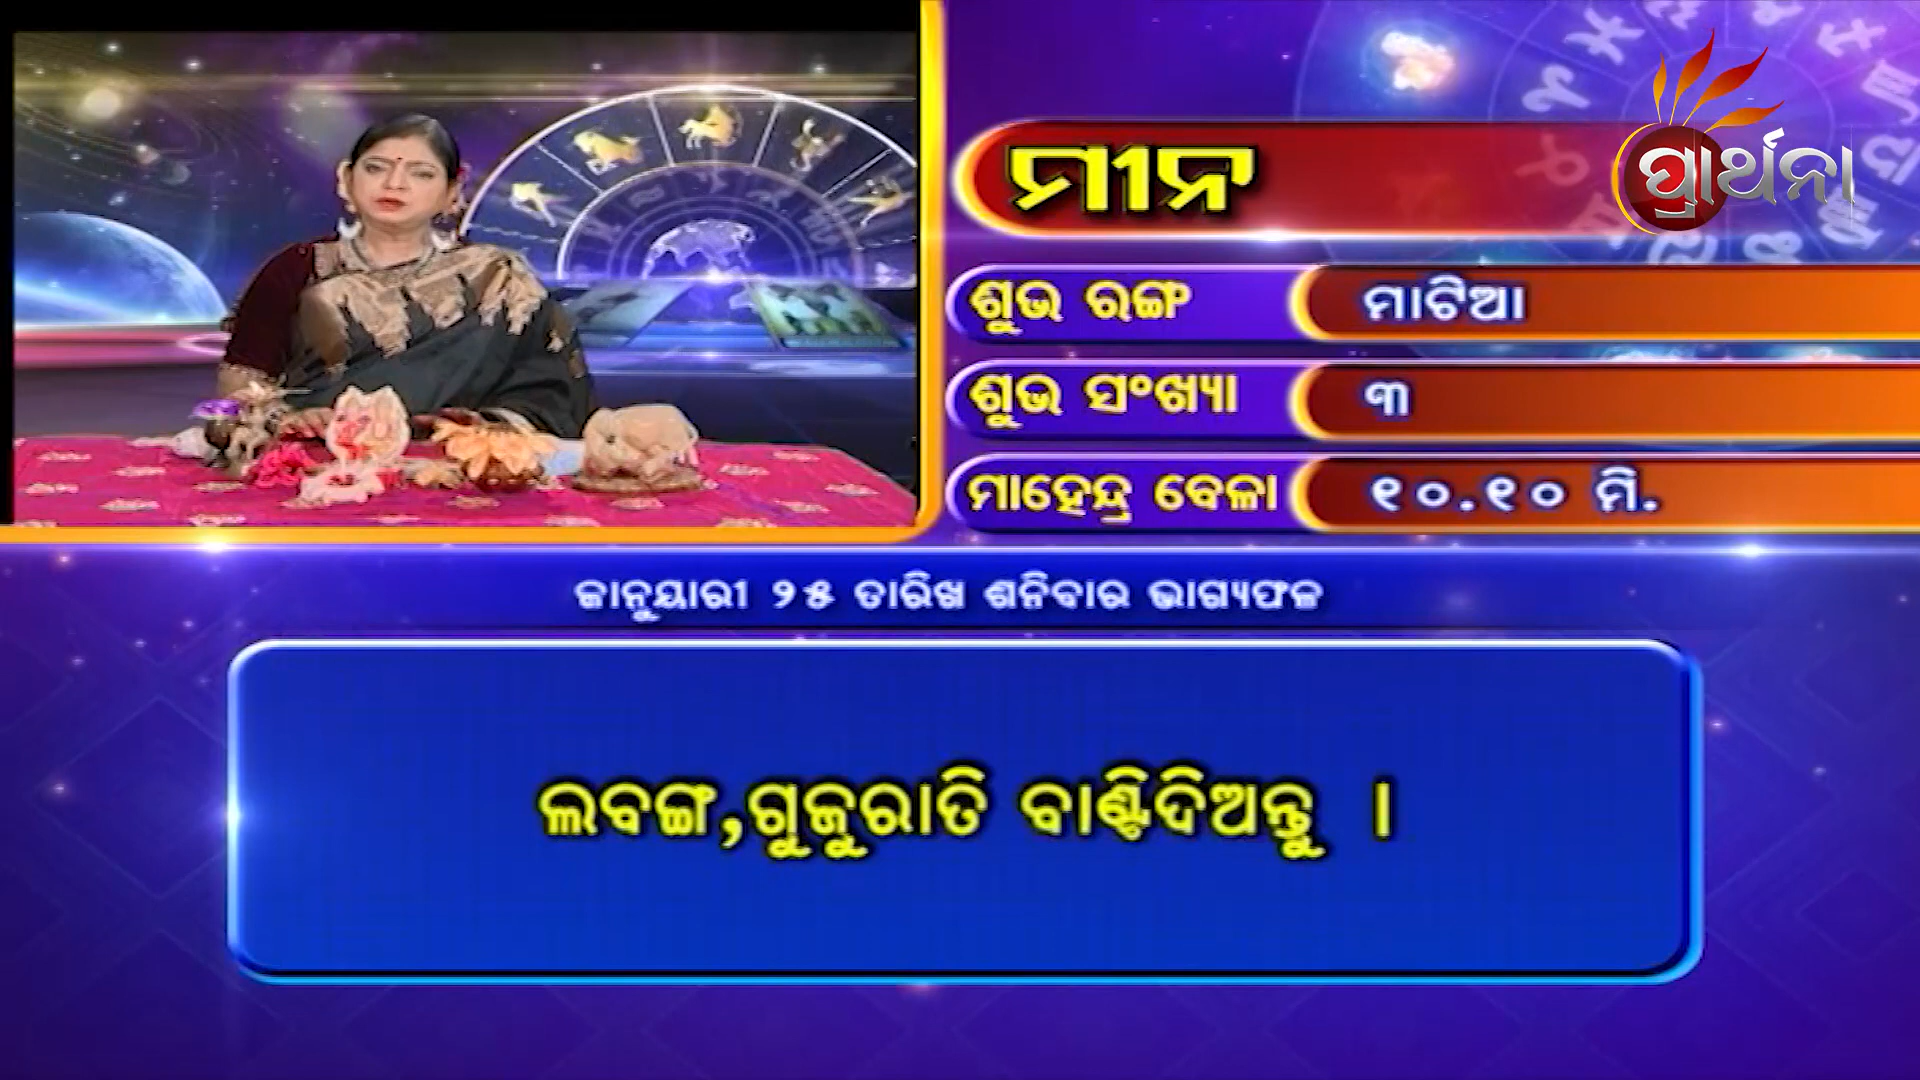 ମୀନ
ପ୍ରାର୍ଥନା
ଶୁଭ ରଙ୍ଗ ମାଟିଆ
ଶୁଭ ସଂଖ୍ୟା ୩
ମାହେନ୍ଦ୍ର ବେଳା ୧୦.୧୦ ମି.
ଜାନୁୟାରୀ ୨୫ ତାରିଖ ଶନିବାର ଭାଗ୍ୟଫଳ
ଲବଙ୍ଗ,ଗୁଜୁରାତି ବାଣ୍ଟିଦିଅନ୍ତୁ ।